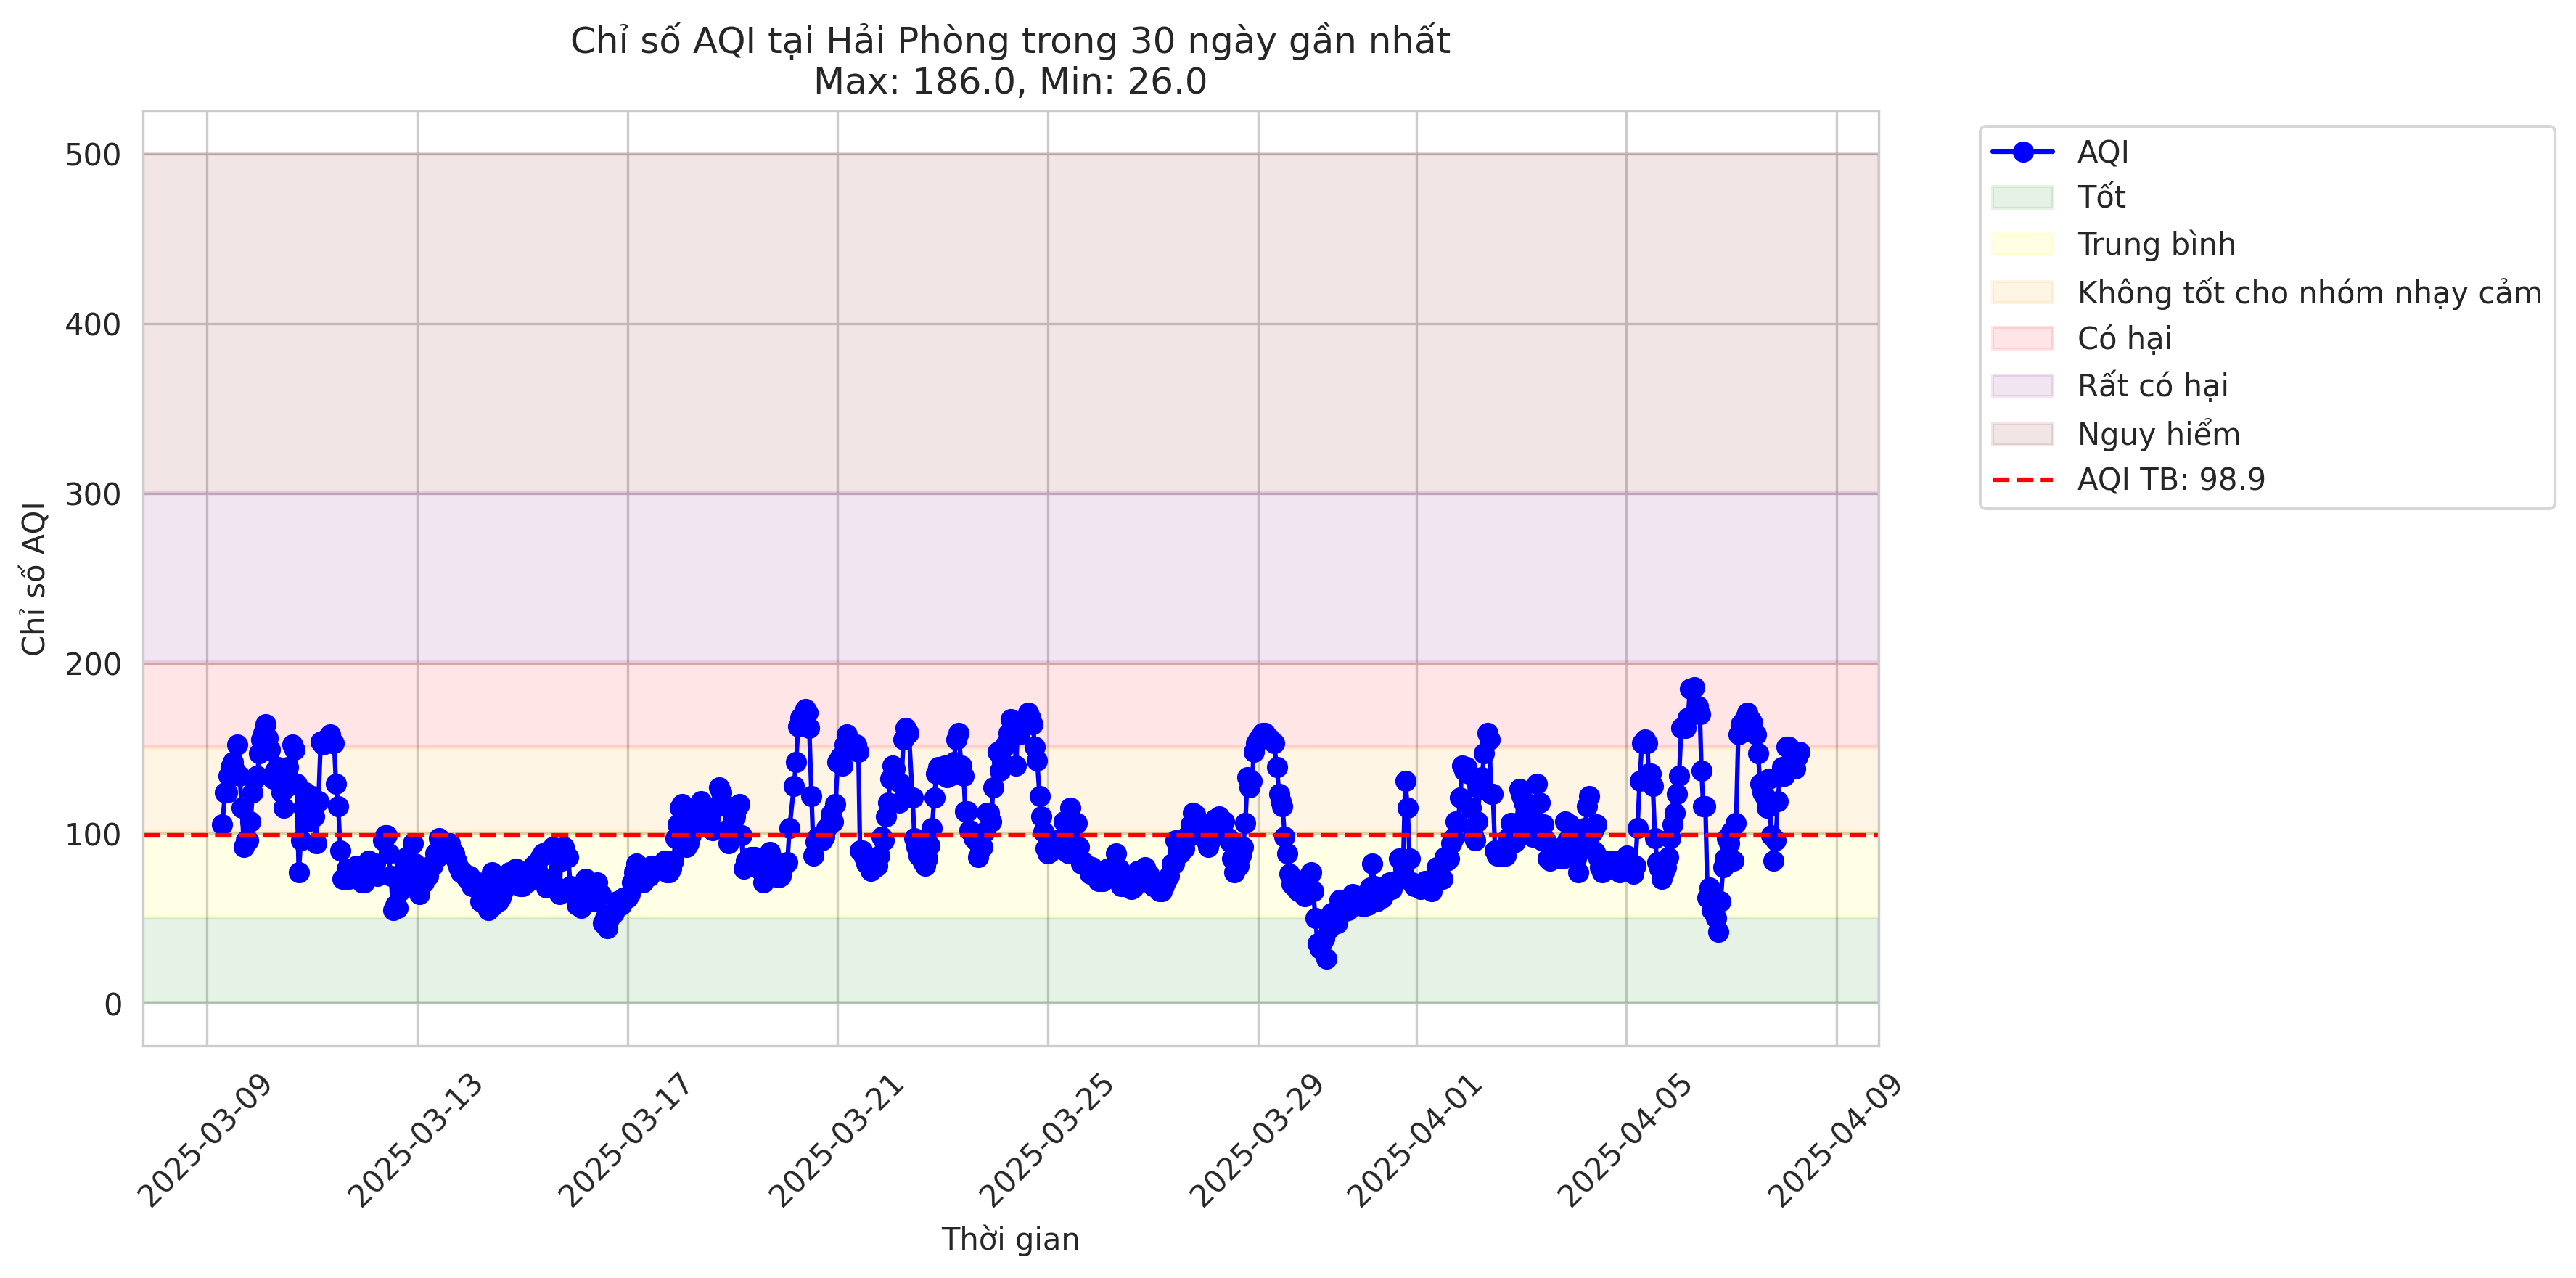 Chỉ số AQI tại Hải Phòng trong 30 ngày gần nhất
Max: 186.0, Min: 26.0
Chỉ số AQI
500
400
300
200
100
0
2025-03-09
2025-03-13
2025-03-17
2025-03-21
2025-03-25
2025-03-29
2025-04-01
2025-04-05
2025-04-09
Thời gian
AQI
Tốt
Trung bình
Không tốt cho nhóm nhạy cảm
Có hại
Rất có hại
Nguy hiểm
AQI TB: 98.9